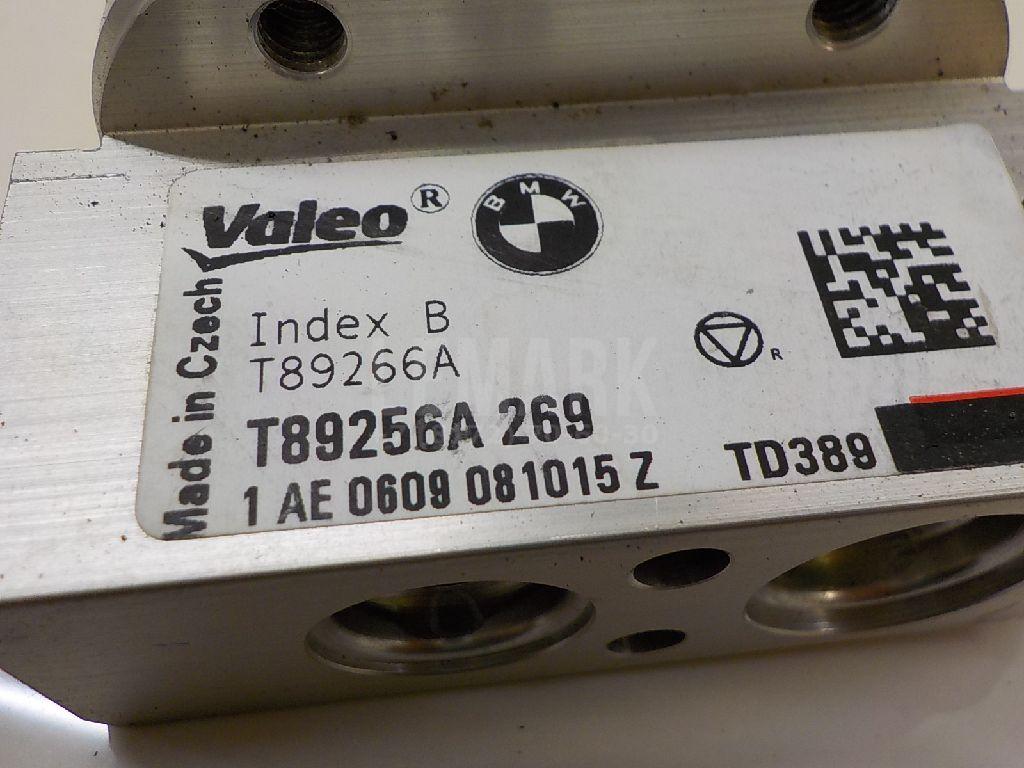 Valeo®
BMW
Made in Czech
Index B
T89266A
T89256A 269
1 AE 0609 081015 Z
TD389
R